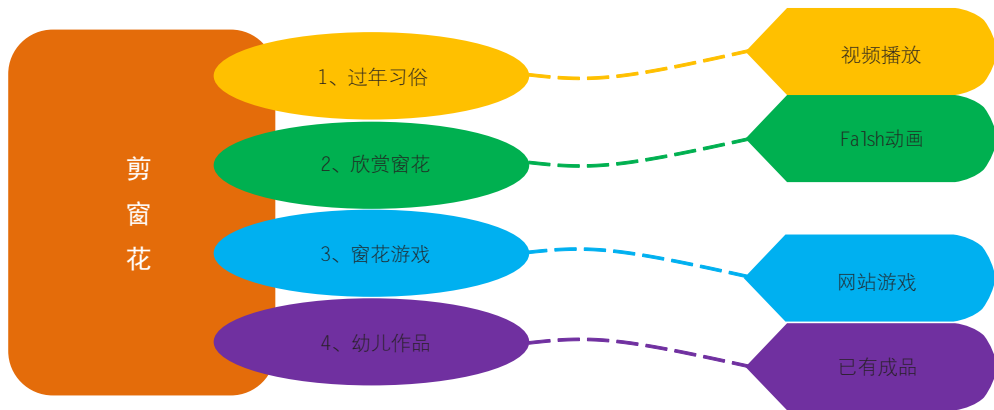 剪
窗
花
1、过年习俗
视频播放
2、欣赏窗花
Falsh动画
3、窗花游戏
网站游戏
4、幼儿作品
已有成品